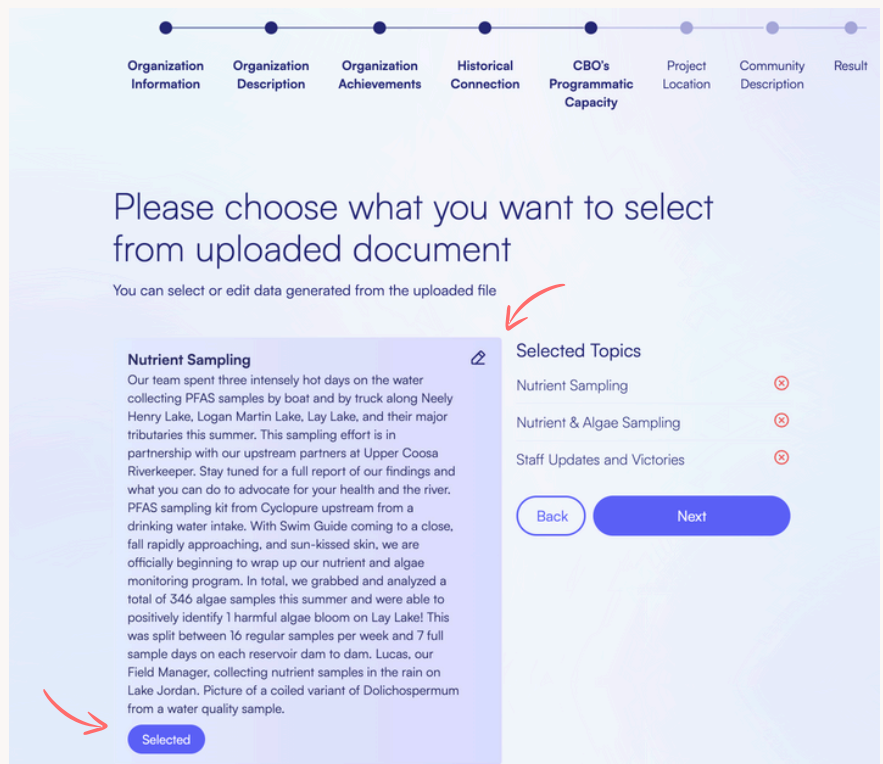 Organization Information
Organization Description
Organization Achievements
Historical Connection
CBO's Programmatic Capacity
Project Location
Community Description
Result
Please choose what you want to select
from uploaded document
You can select or edit data generated from the uploaded file
Nutrient Sampling
Our team spent three intensely hot days on the water
collecting PFAS samples by boat and by truck along Neely
Henry Lake, Logan Martin Lake, Lay Lake, and their major
tributaries this summer. This sampling effort is in
partnership with our upstream partners at Upper Coosa
Riverkeeper. Stay tuned for a full report of our findings and
what you can do to advocate for your health and the river.
PFAS sampling kit from Cyclopure upstream from a
drinking water intake. With Swim Guide coming to a close,
fall rapidly approaching, and sun-kissed skin, we are
officially beginning to wrap up our nutrient and algae
monitoring program. In total, we grabbed and analyzed a
total of 346 algae samples this summer and were able to
positively identify 1 harmful algae bloom on Lay Lake! This
was split between 16 regular samples per week and 7 full
sample days on each reservoir dam to dam. Lucas, our
Field Manager, collecting nutrient samples in the rain on
Lake Jordan. Picture of a coiled variant of Dolichospermum
from a water quality sample.
Selected
Selected Topics
Nutrient Sampling
Nutrient & Algae Sampling
Staff Updates and Victories
Back
Next